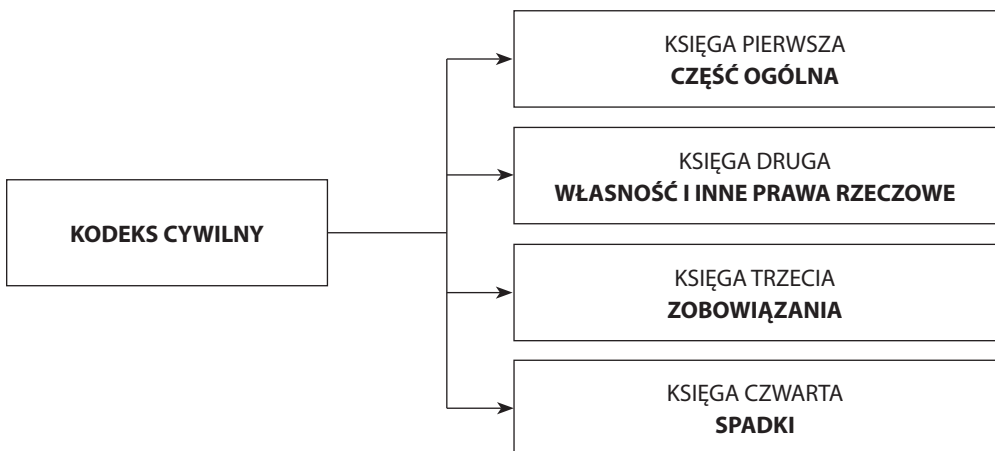 KODEKS CYWILNY
KSIĘGA PIERWSZA
CZĘŚĆ OGÓLNA
KSIĘGA DRUGA
WŁASNOŚĆ I INNE PRAWA RZECZOWE
KSIĘGA TRZECIA
ZOBOWIĄZANIA
KSIĘGA CZWARTA
SPADKI